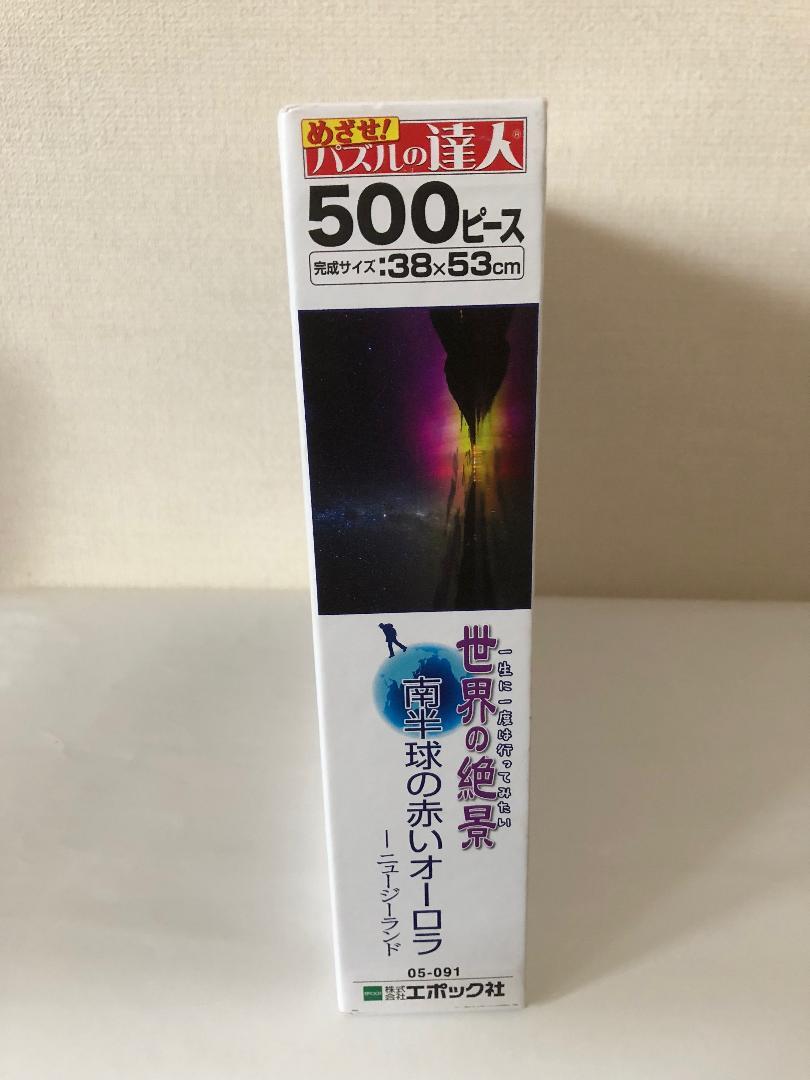 めざせ!
パズルの達人®
500ピース
完成サイズ:38×53cm
一生に一度は行ってみたい
世界の絶景
南半球の赤いオーロラ
ーニュージーランド
05-091
EPOCH 株式会社エポック社